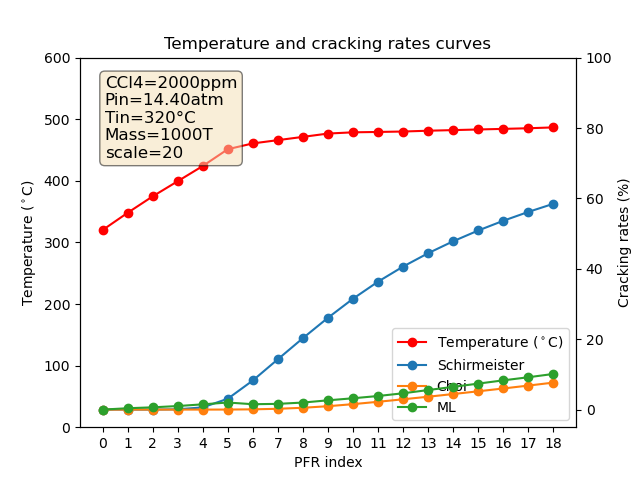 Temperature and cracking rates curves
CCl4=2000ppm
Pin=14.40atm
Tin=320°C
Mass=1000T
scale=20
600
500
400
300
200
100
0
Temperature (°C)
100
80
60
40
20
0
Cracking rates (%)
Temperature (°C)
Schirmeister
Choi
ML
0 1 2 3 4 5 6 7 8 9 10 11 12 13 14 15 16 17 18
PFR index